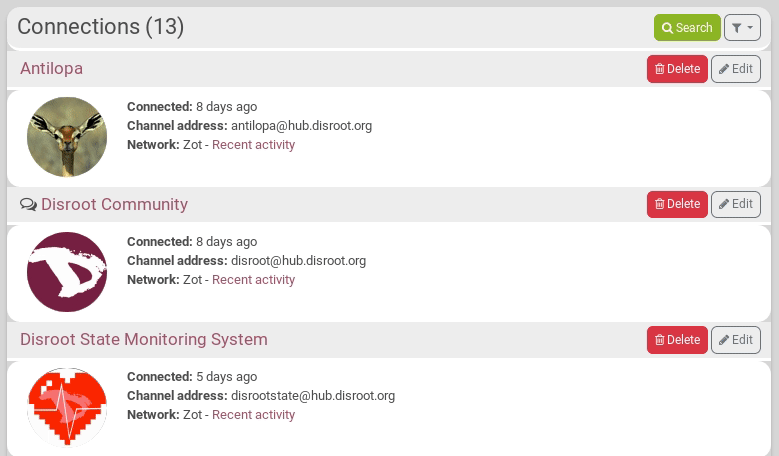 Connections (13)
Search
Antilopa
Delete
Edit
Connected: 8 days ago
Channel address: antilopa@hub.disroot.org
Network: Zot - Recent activity
Disroot Community
Delete
Edit
Connected: 8 days ago
Channel address: disroot@hub.disroot.org
Network: Zot - Recent activity
Disroot State Monitoring System
Delete
Edit
Connected: 5 days ago
Channel address: disrootstate@hub.disroot.org
Network: Zot - Recent activity